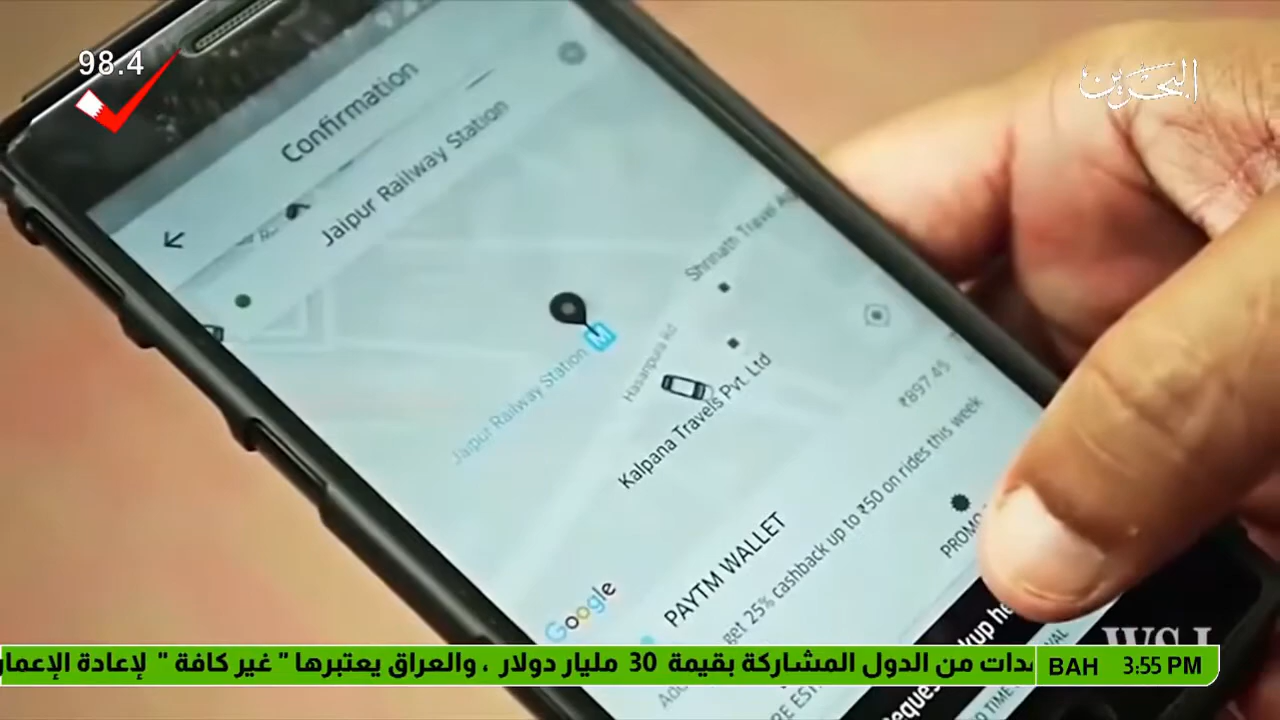 98.4
البحرين
Confirmation
Jaipur Railway Station
Shrinath Travel
Jaipur Railway Station
Hasanpura Rd
Kalpana Travels Pvt. Ltd
₹897.45
Google
PAYTM WALLET
get 25% cashback up to ₹50 on rides this week
PROMO
WSJ
دات من الدول المشاركة بقيمة 30 مليار دولار ، والعراق يعتبرها " غير كافة " لإعادة الإعمار
BAH 3:55 PM